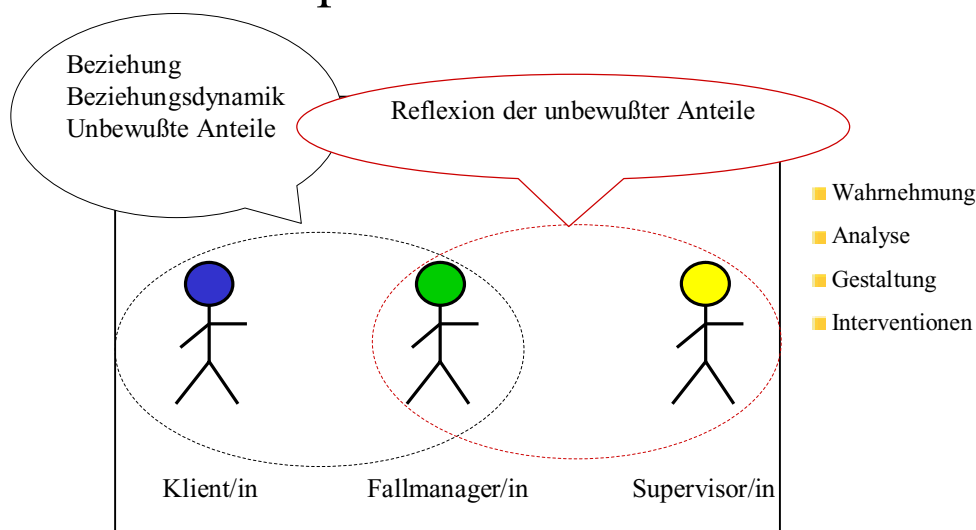 Beziehung
Beziehungsdynamik
Unbewußte Anteile
Reflexion der unbewußter Anteile
Wahrnehmung
Analyse
Gestaltung
Interventionen
Klient/in
Fallmanager/in
Supervisor/in